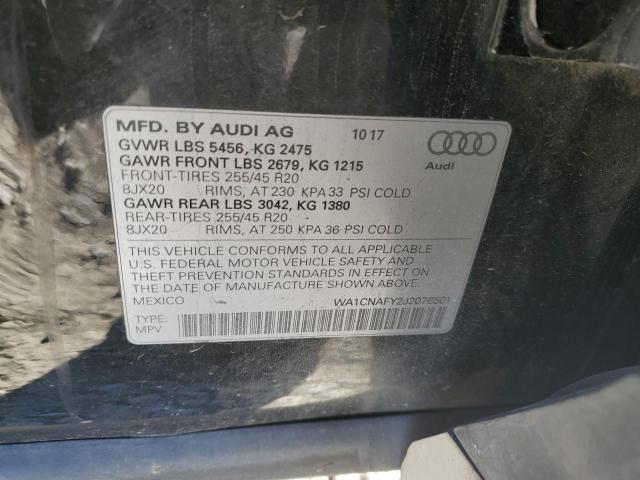 MFD. BY AUDI AG 10 17
GVWR LBS 5456, KG 2475
GAWR FRONT LBS 2679, KG 1215
FRONT-TIRES 255/45 R20
8JX20 RIMS, AT 230 KPA 33 PSI COLD
GAWR REAR LBS 3042, KG 1380
REAR-TIRES 255/45 R20
8JX20 RIMS, AT 250 KPA 36 PSI COLD
Audi
THIS VEHICLE CONFORMS TO ALL APPLICABLE
U.S. FEDERAL MOTOR VEHICLE SAFETY AND
THEFT PREVENTION STANDARDS IN EFFECT ON
THE DATE OF MANUFACTURE SHOWN ABOVE.
MEXICO WA1CNAFY2J2076501
TYPE:
MPV